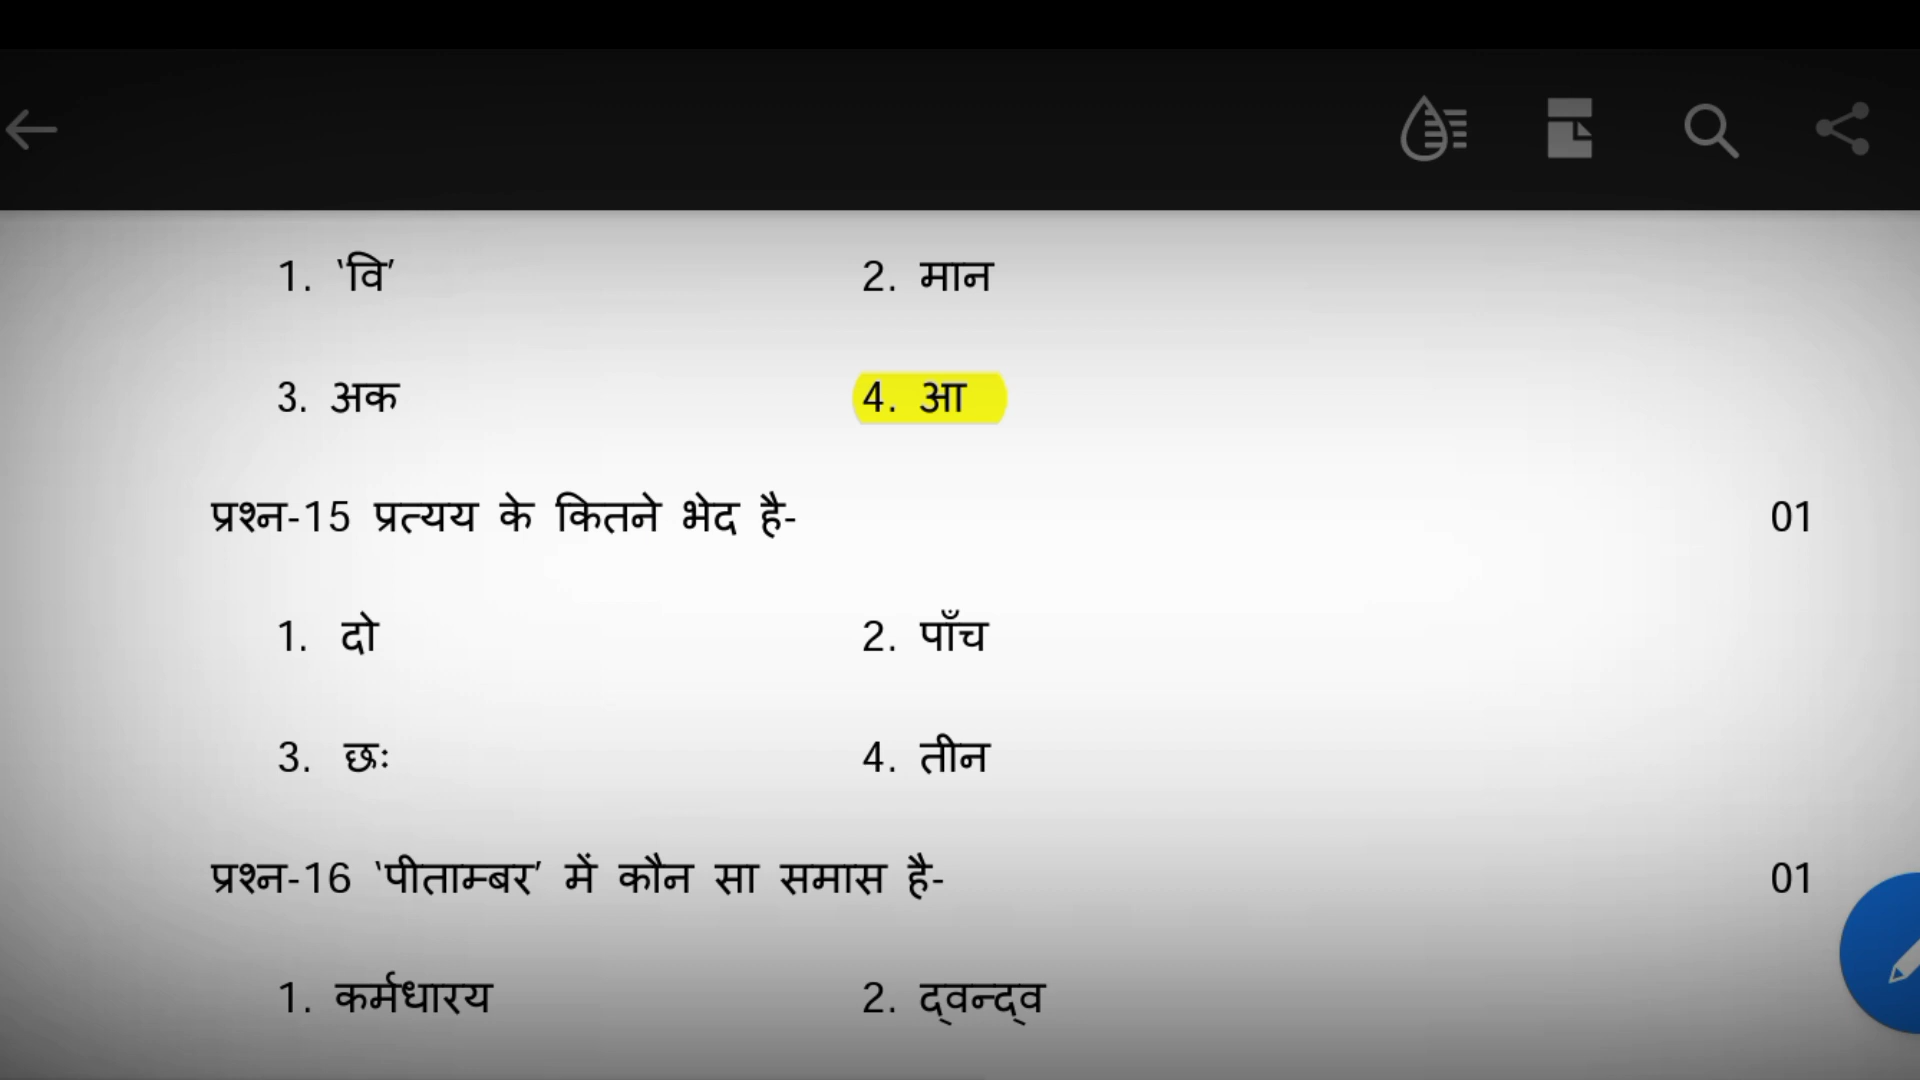 1. 'वि' 2. मान
3. अक 4. आ
प्रश्न-15 प्रत्यय के कितने भेद है- 01
1. दो 2. पाँच
3. छः 4. तीन
प्रश्न-16 'पीताम्बर' में कौन सा समास है- 01
1. कर्मधारय 2. द्वन्द्व